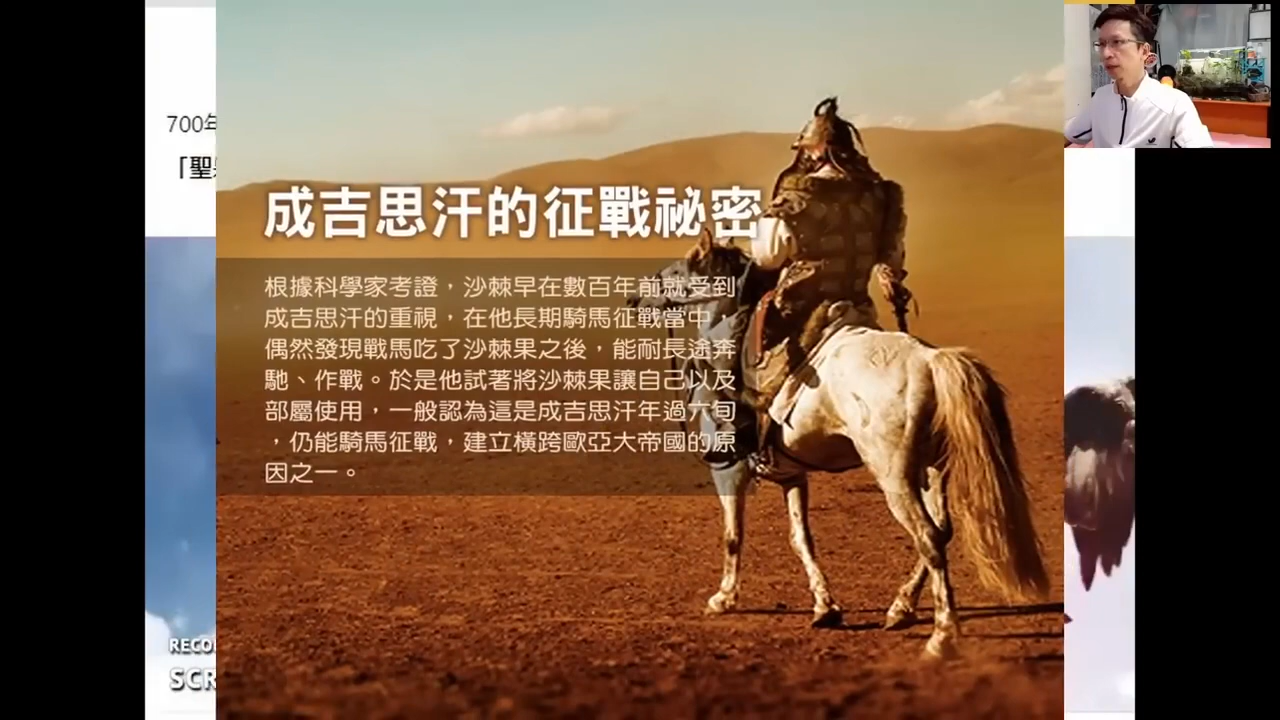 700年
「聖
成吉思汗的征戰祕密
根據科學家考證，沙棘早在數百年前就受到
成吉思汗的重視，在他長期騎馬征戰當中，
偶然發現戰馬吃了沙棘果之後，能耐長途奔
馳、作戰。於是他試著將沙棘果讓自己以及
部屬使用，一般認為這是成吉思汗年過六旬
，仍能騎馬征戰，建立橫跨歐亞大帝國的原
因之一。
RECO
SCR